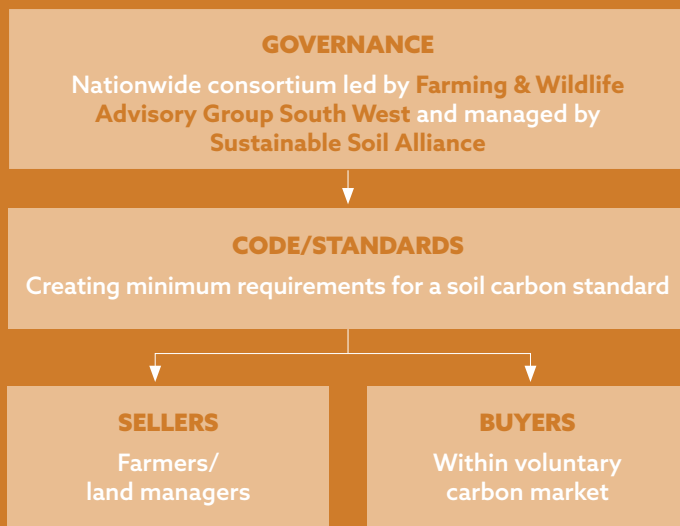 GOVERNANCE
Nationwide consortium led by Farming & Wildlife
Advisory Group South West and managed by
Sustainable Soil Alliance
CODE/STANDARDS
Creating minimum requirements for a soil carbon standard
SELLERS
Farmers/
land managers
BUYERS
Within voluntary
carbon market